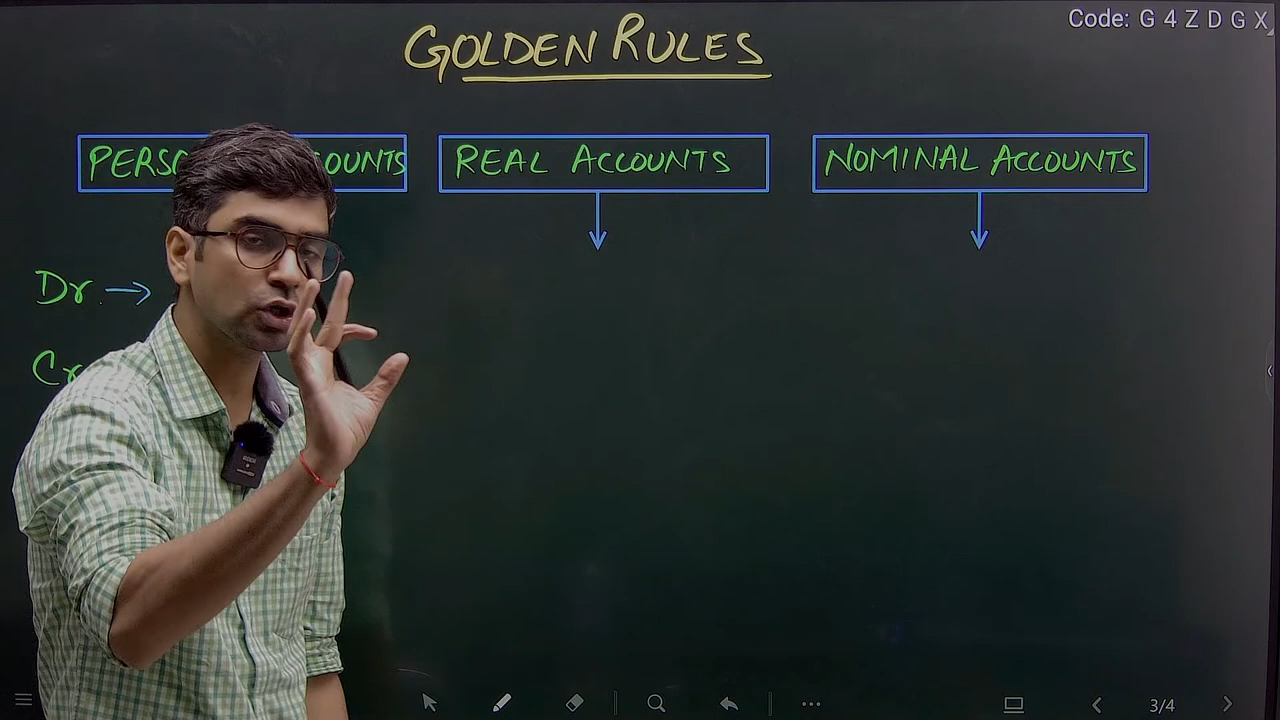 Code: G 4 Z D G X
GOLDEN RULES
REAL ACCOUNTS
NOMINAL ACCOUNTS
Dr. →
3/4